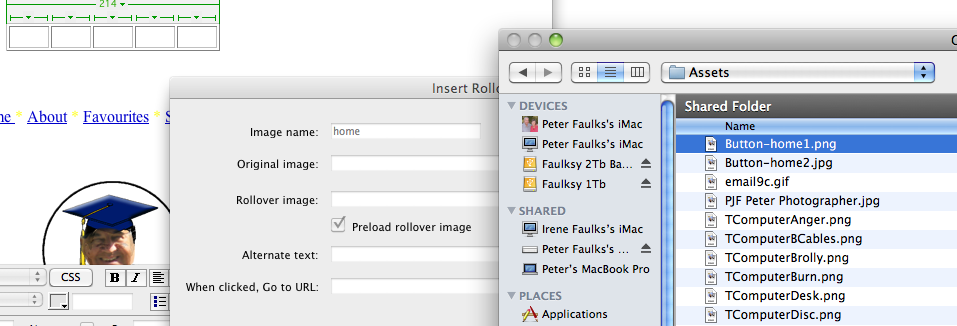 214
ne * About * Favourites * S
CSS B I
Insert Rollo
Image name: home
Original image:
Rollover image:
Preload rollover image
Alternate text:
When clicked, Go to URL:
Assets
DEVICES
Peter Faulks's iMac
Peter Faulks's iMac
Faulksy 2Tb Ba...
Faulksy 1Tb
SHARED
Irene Faulks's iMac
Peter Faulks's ...
Peter's MacBook Pro
PLACES
Applications
Shared Folder
Name
Button-home1.png
Button-home2.jpg
email9c.gif
PJF Peter Photographer.jpg
TComputerAnger.png
TComputerBCables.png
TComputerBrolly.png
TComputerBurn.png
TComputerDesk.png
TComputerDisc.png